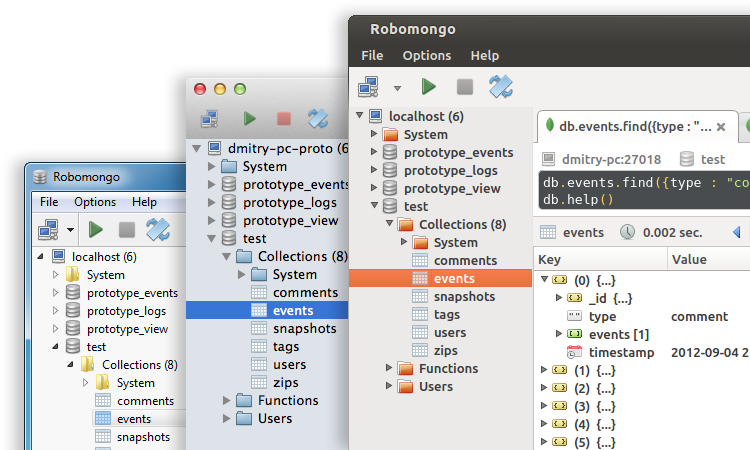 Robomongo
File Options Help
localhost (6)
System
prototype_events
prototype_logs
prototype_view
test
Collections (8)
System
comments
events
snapshots
dmitry-pc-proto (6
System
prototype_events
prototype_logs
prototype_view
test
Collections (8)
System
comments
events
snapshots
tags
users
zips
Functions
Users
Robomongo
File Options Help
localhost (6)
System
prototype_events
prototype_logs
prototype_view
test
Collections (8)
System
comments
events
snapshots
tags
users
zips
Functions
Users
db.events.find({type : "...
dmitry-pc:27018 test
db.events.find({type : "co
db.help()
events 0.002 sec.
Key Value
(0) {...}
_id {...}
type comment
events [1]
timestamp 2012-09-04 2
(1) {...}
(2) {...}
(3) {...}
(4) {...}
(5) {...}